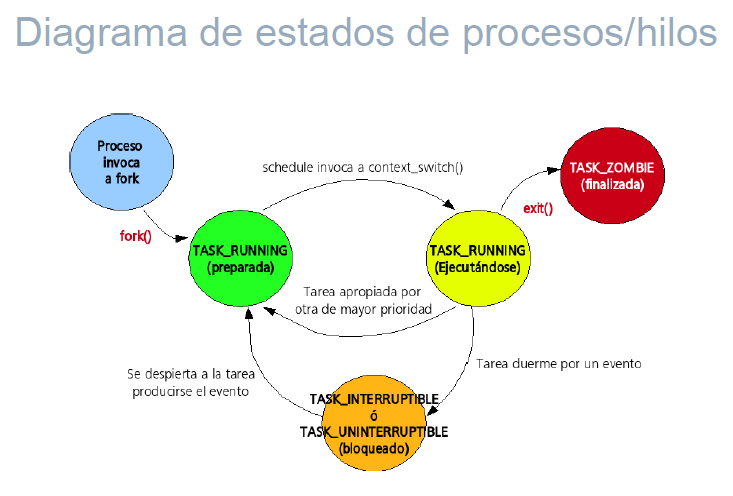 Diagrama de estados de procesos/hilos
Proceso
invoca
a fork
fork()
schedule invoca a context_switch()
TASK_ZOMBIE
(finalizada)
exit()
TASK_RUNNING
(preparada)
TASK_RUNNING
(Ejecutándose)
Tarea apropiada por
otra de mayor prioridad
Se despierta a la tarea
producirse el evento
Tarea duerme por un evento
TASK_INTERRUPTIBLE
ó
TASK_UNINTERRUPTIBLE
(bloqueado)